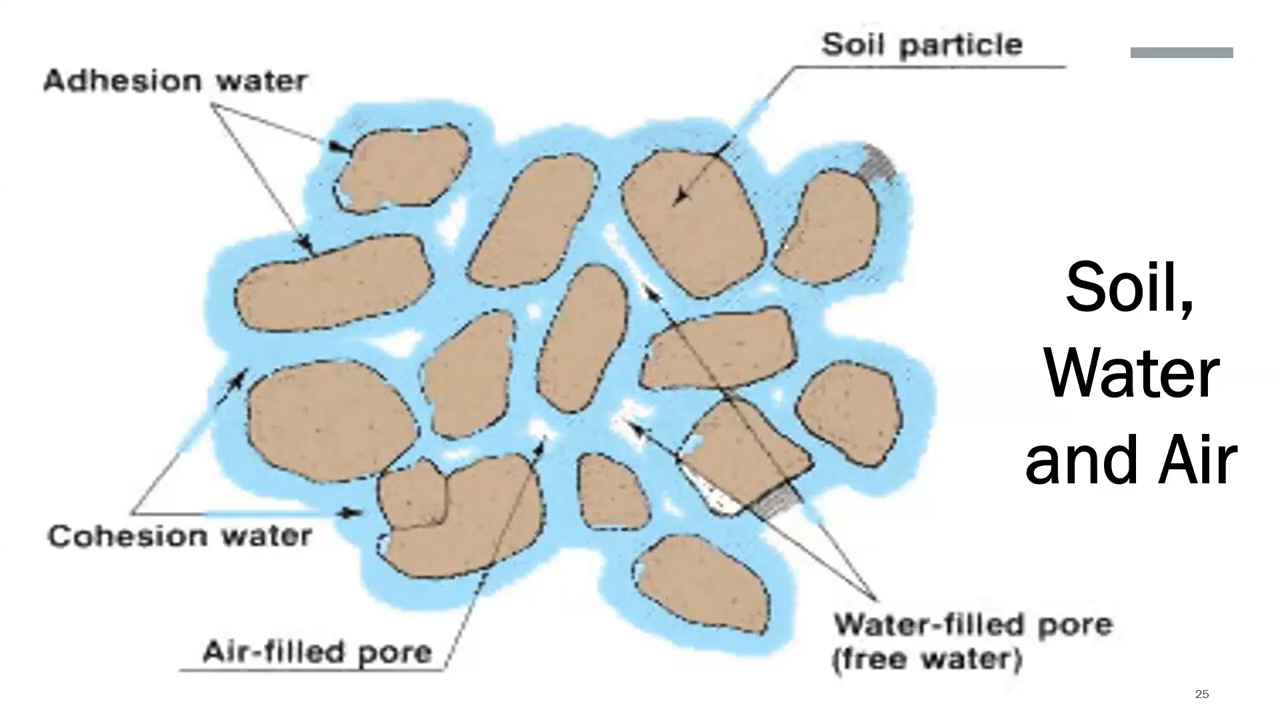 Soil particle
Adhesion water
Soil,
Water
and Air
Cohesion water
Air-filled pore
Water-filled pore
(free water)
25